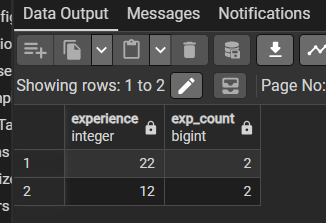 Data Output Messages Notifications
Showing rows: 1 to 2 Page No:
experience exp_count
integer bigint
1 22 2
2 12 2